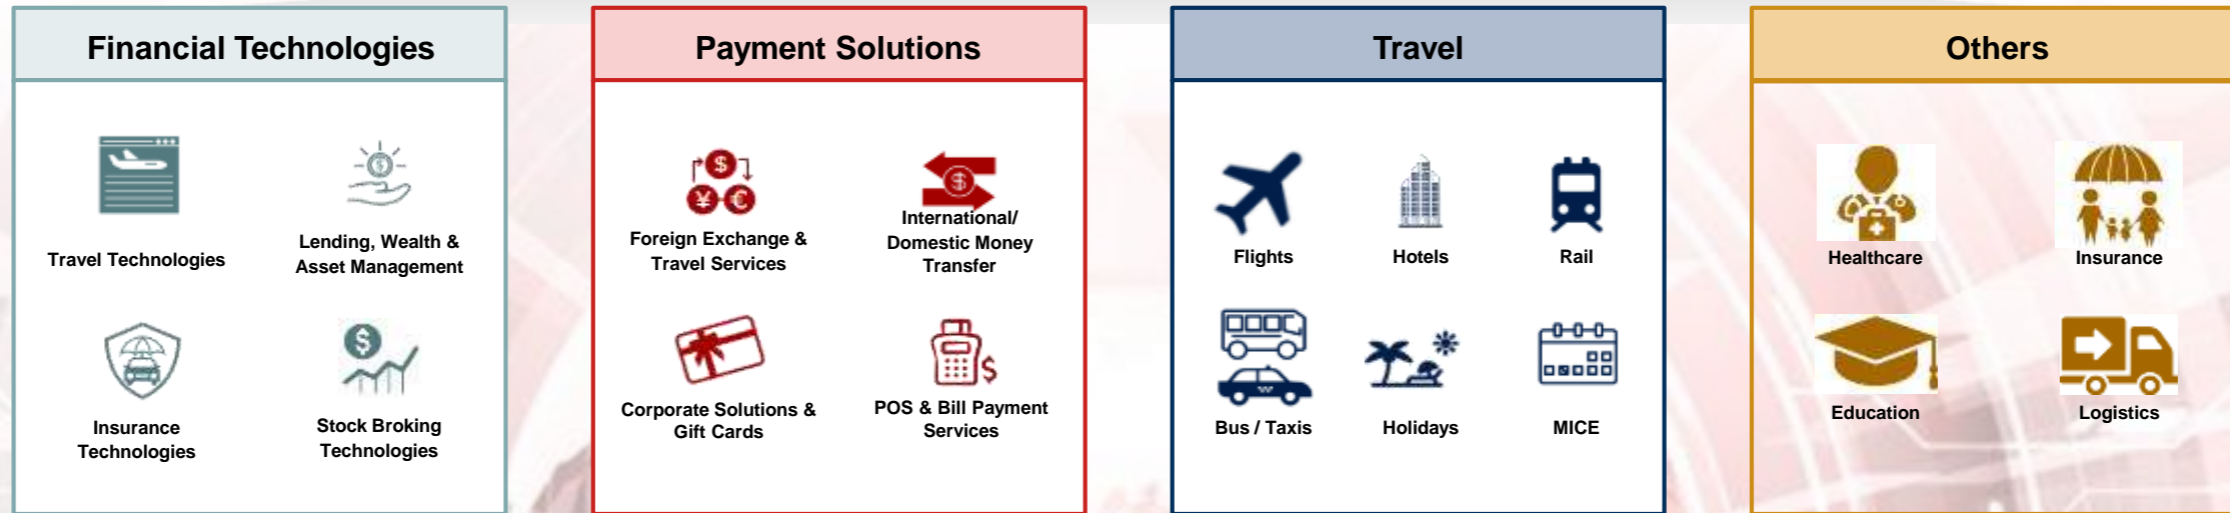 Financial Technologies
Travel Technologies
Lending, Wealth &
Asset Management
Insurance
Technologies
Stock Broking
Technologies
Payment Solutions
Foreign Exchange &
Travel Services
International/
Domestic Money
Transfer
Corporate Solutions &
Gift Cards
POS & Bill Payment
Services
Travel
Flights
Hotels
Rail
Bus / Taxis
Holidays
MICE
Others
Healthcare
Insurance
Education
Logistics